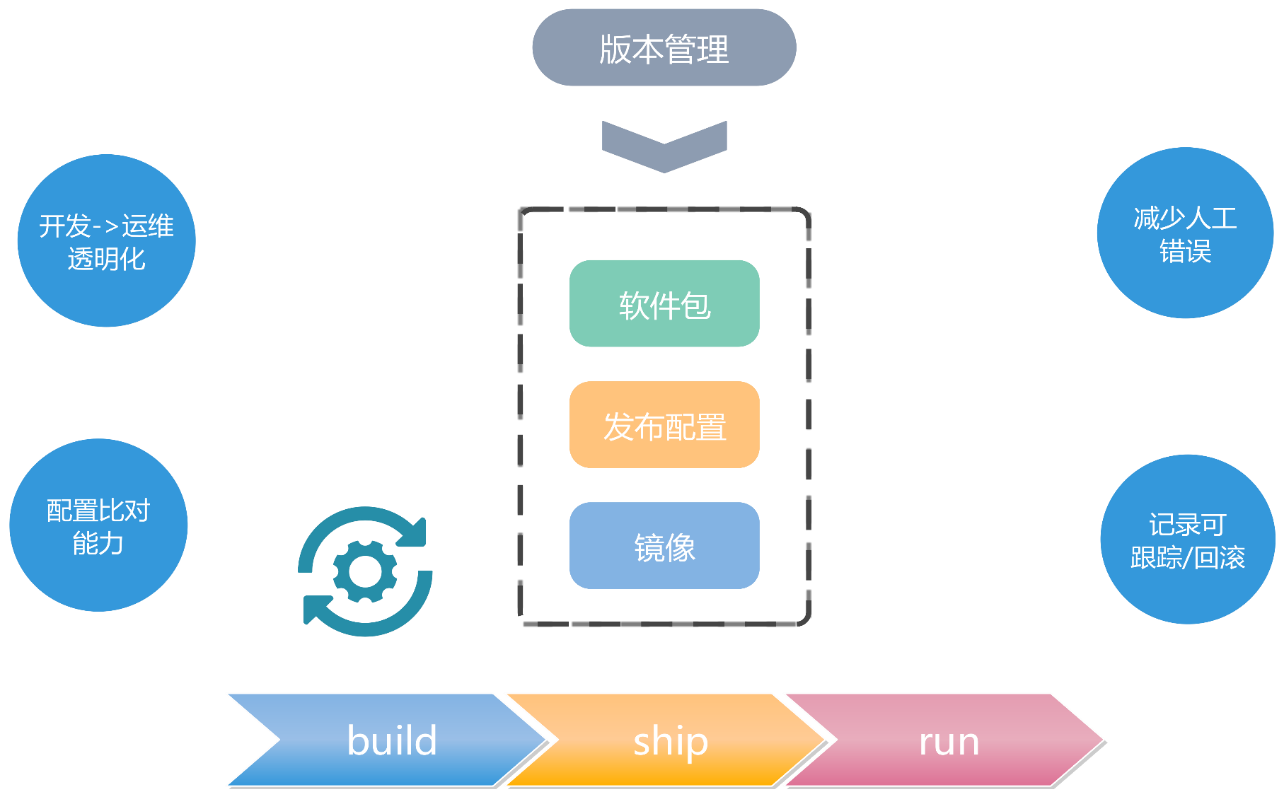 版本管理
开发->运维
透明化
减少人工
错误
软件包
发布配置
配置比对
能力
镜像
记录可
跟踪/回滚
build
ship
run